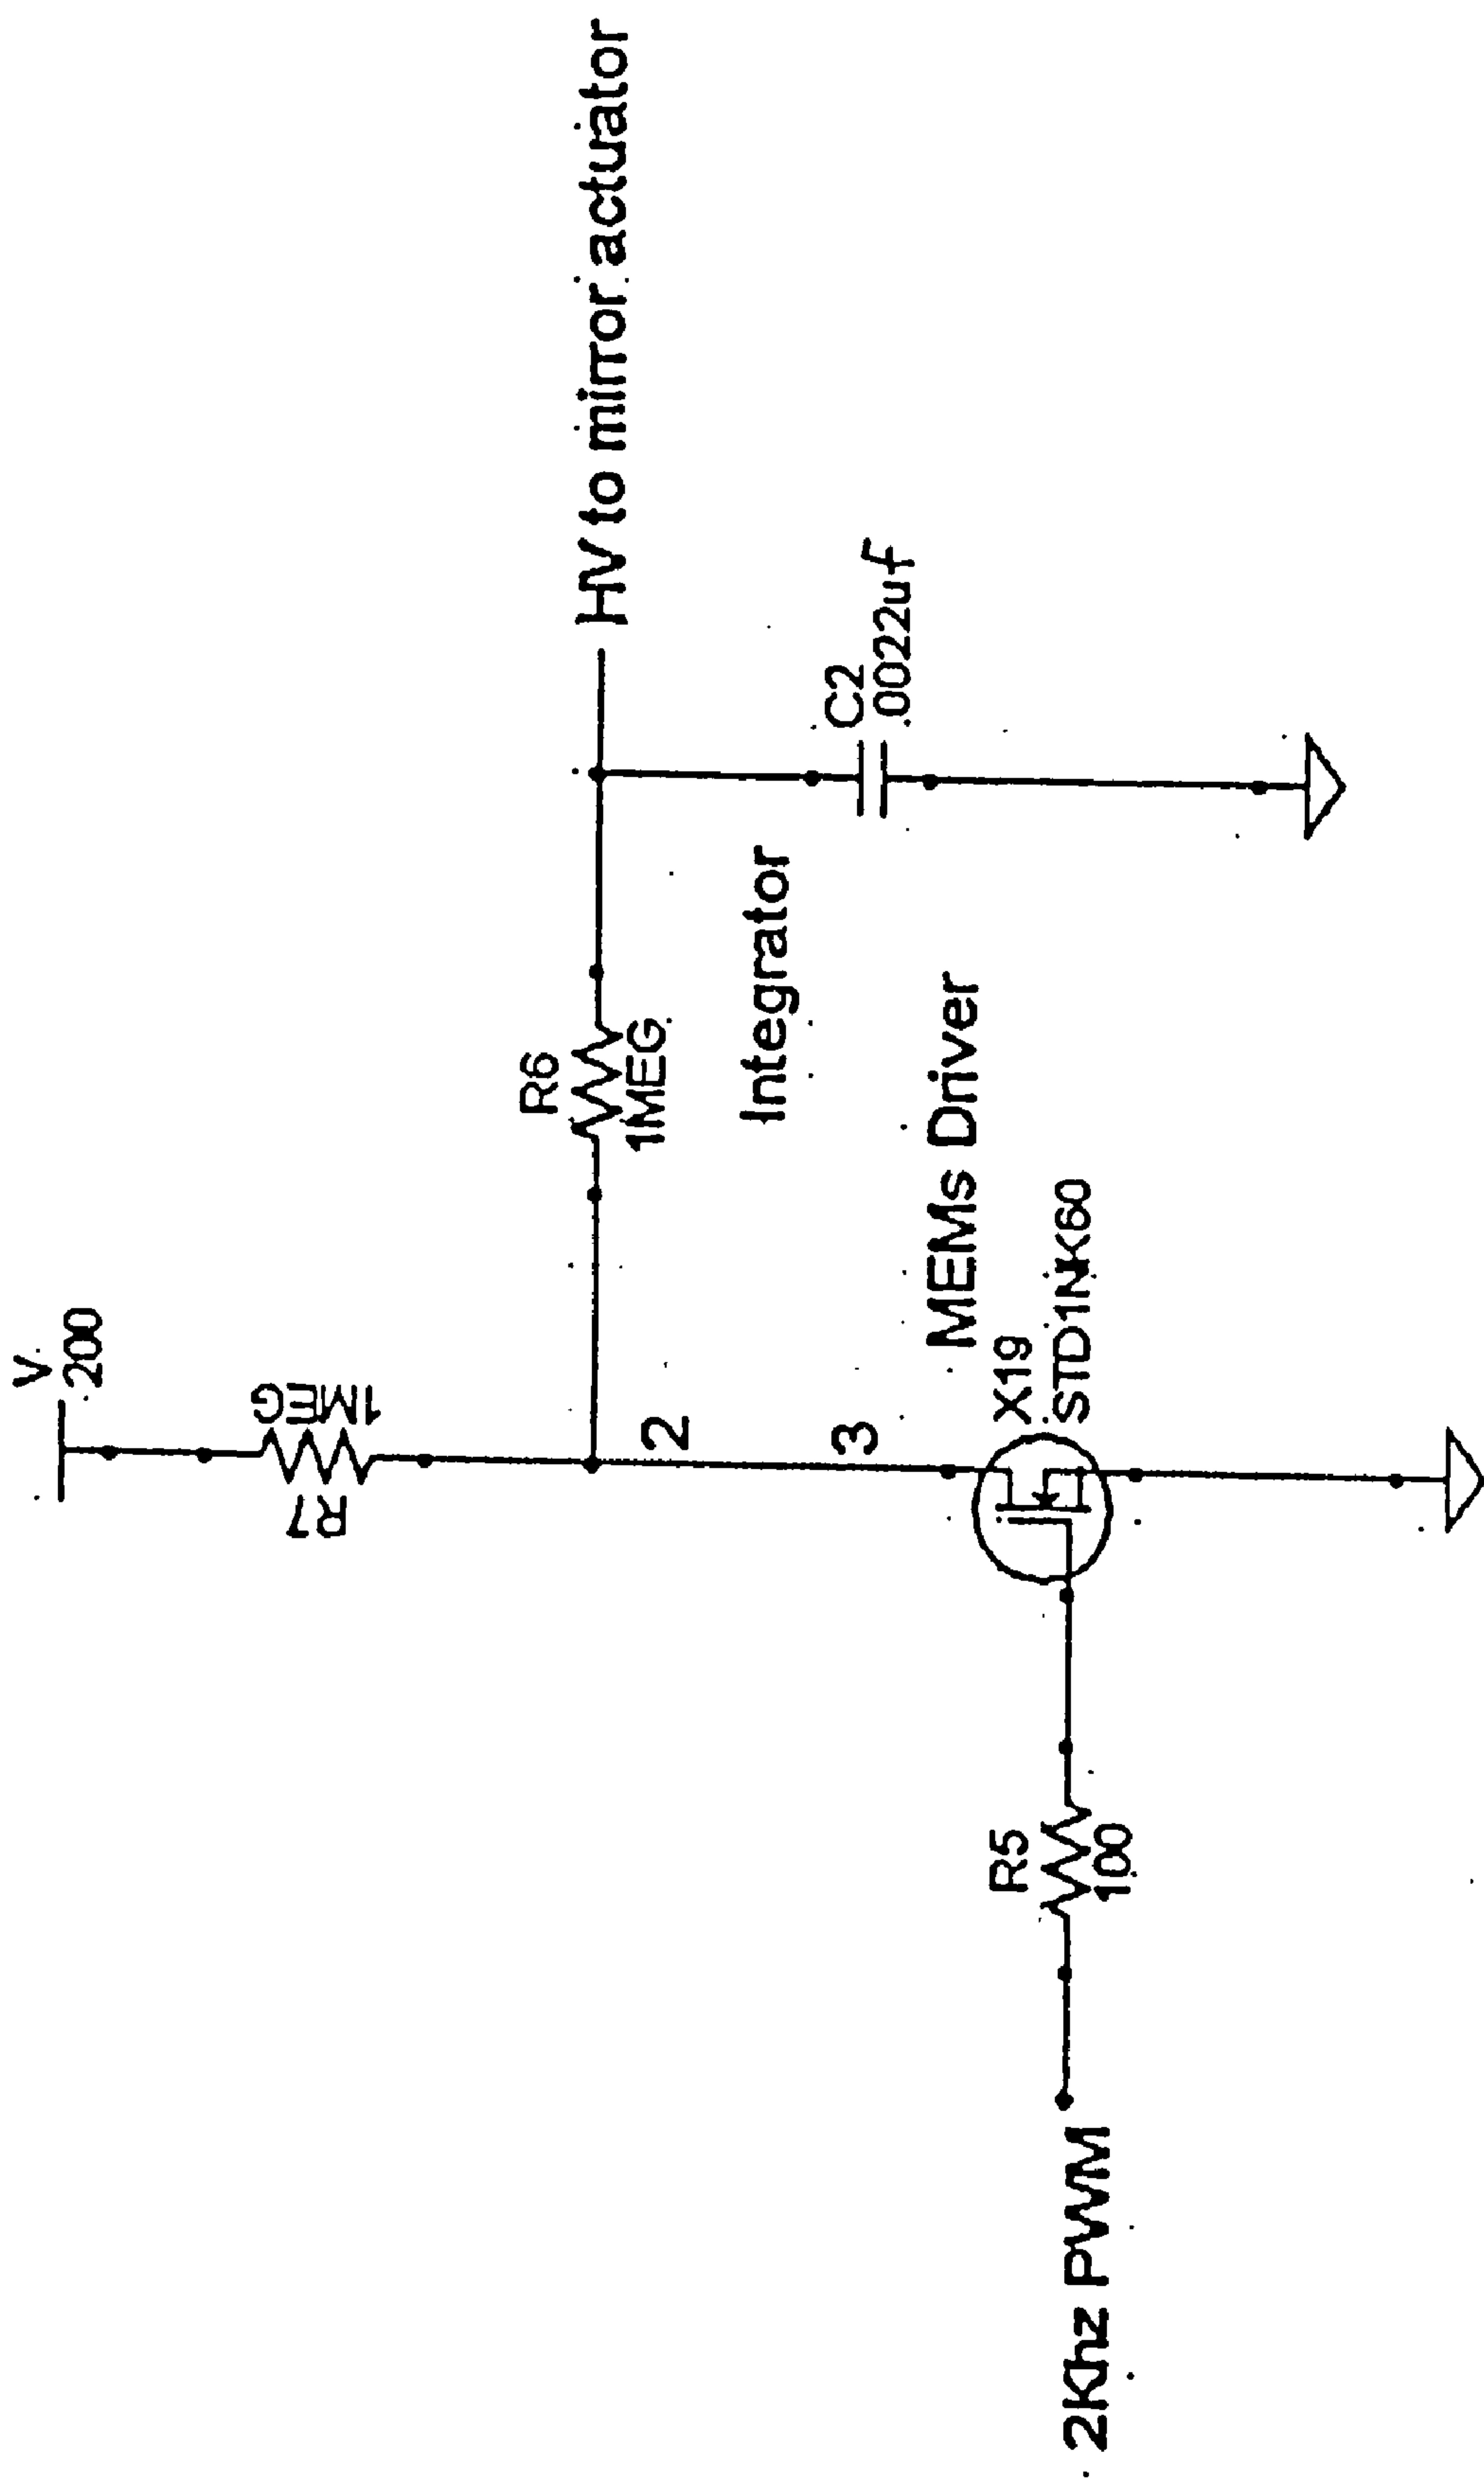 V
200
R7
1MEG
R6
1MEG
HV to mirror actuator
2
Integrator
C2
.0022uf
3
MEMs Driver
X19
STD1NK60
R5
100
2Khz PWM